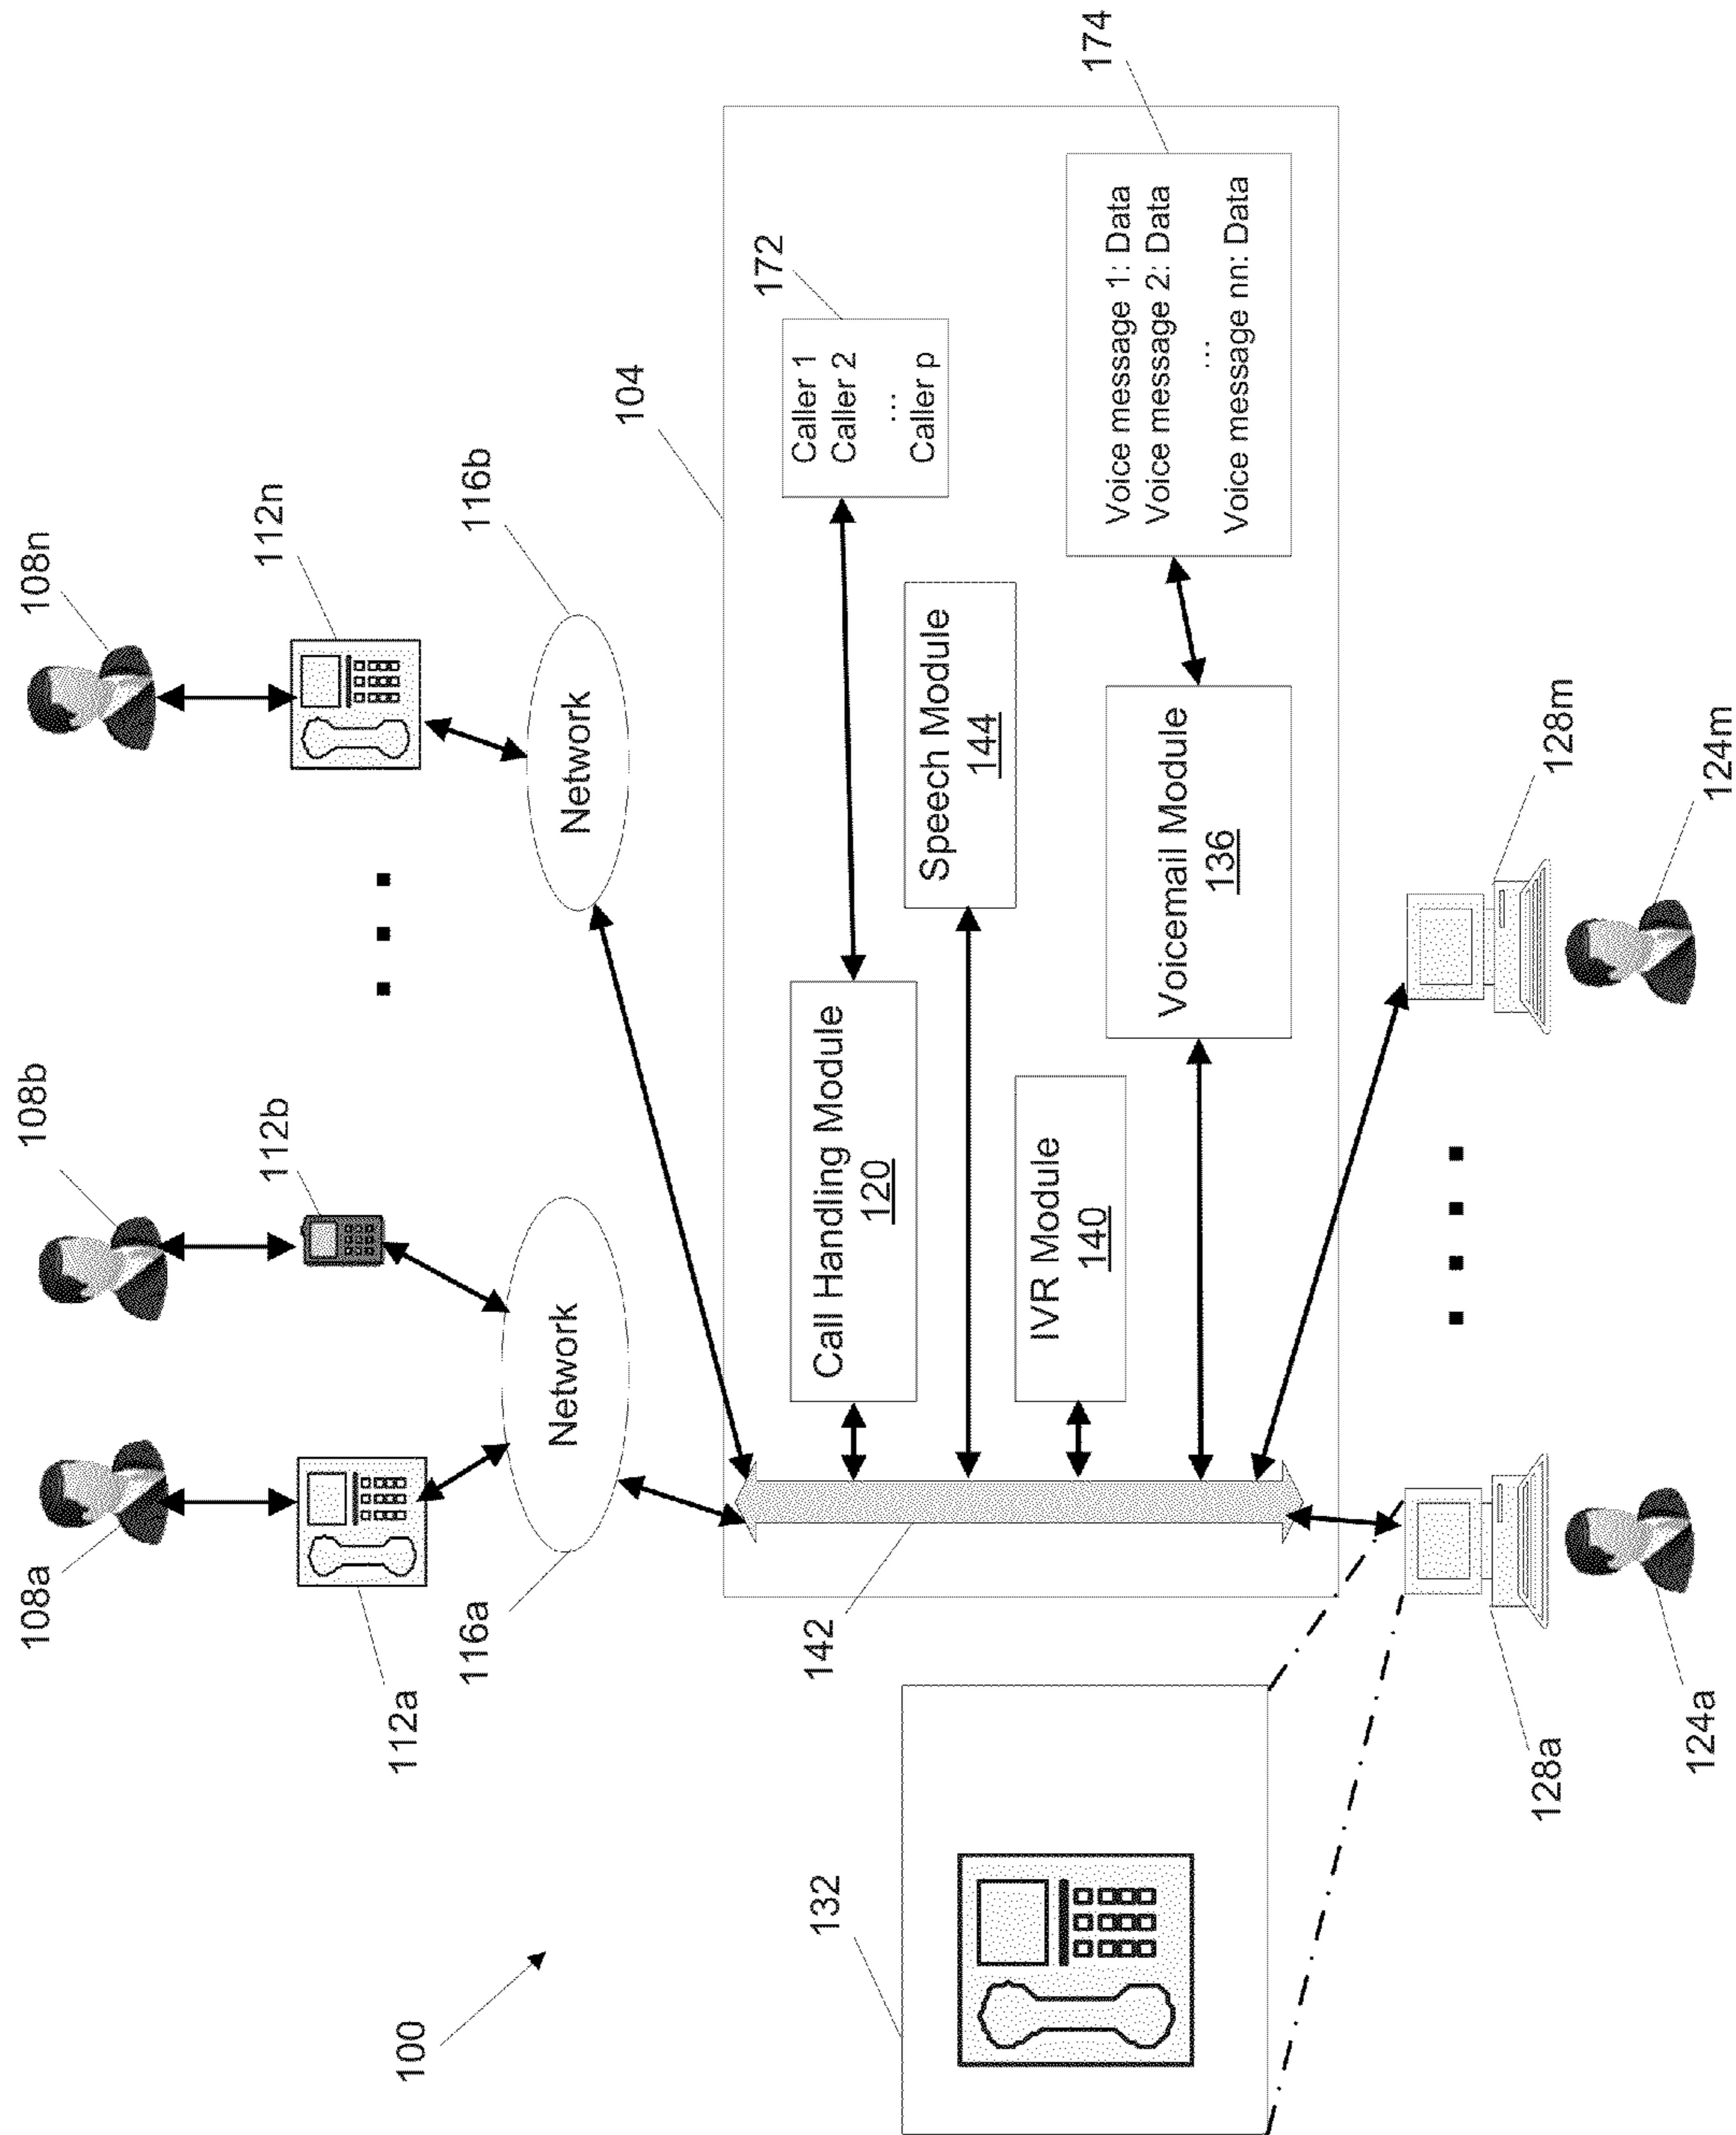 108a
108b
108n
112a
112b
112n
100
116a
116b
Network
Network
104
172
132
142
Call Handling Module
120
Caller 1
Caller 2
...
Caller p
Speech Module
144
IVR Module
140
174
Voicemail Module
136
Voice message 1: Data
Voice message 2: Data
...
Voice message nn: Data
128a
128m
124a
124m